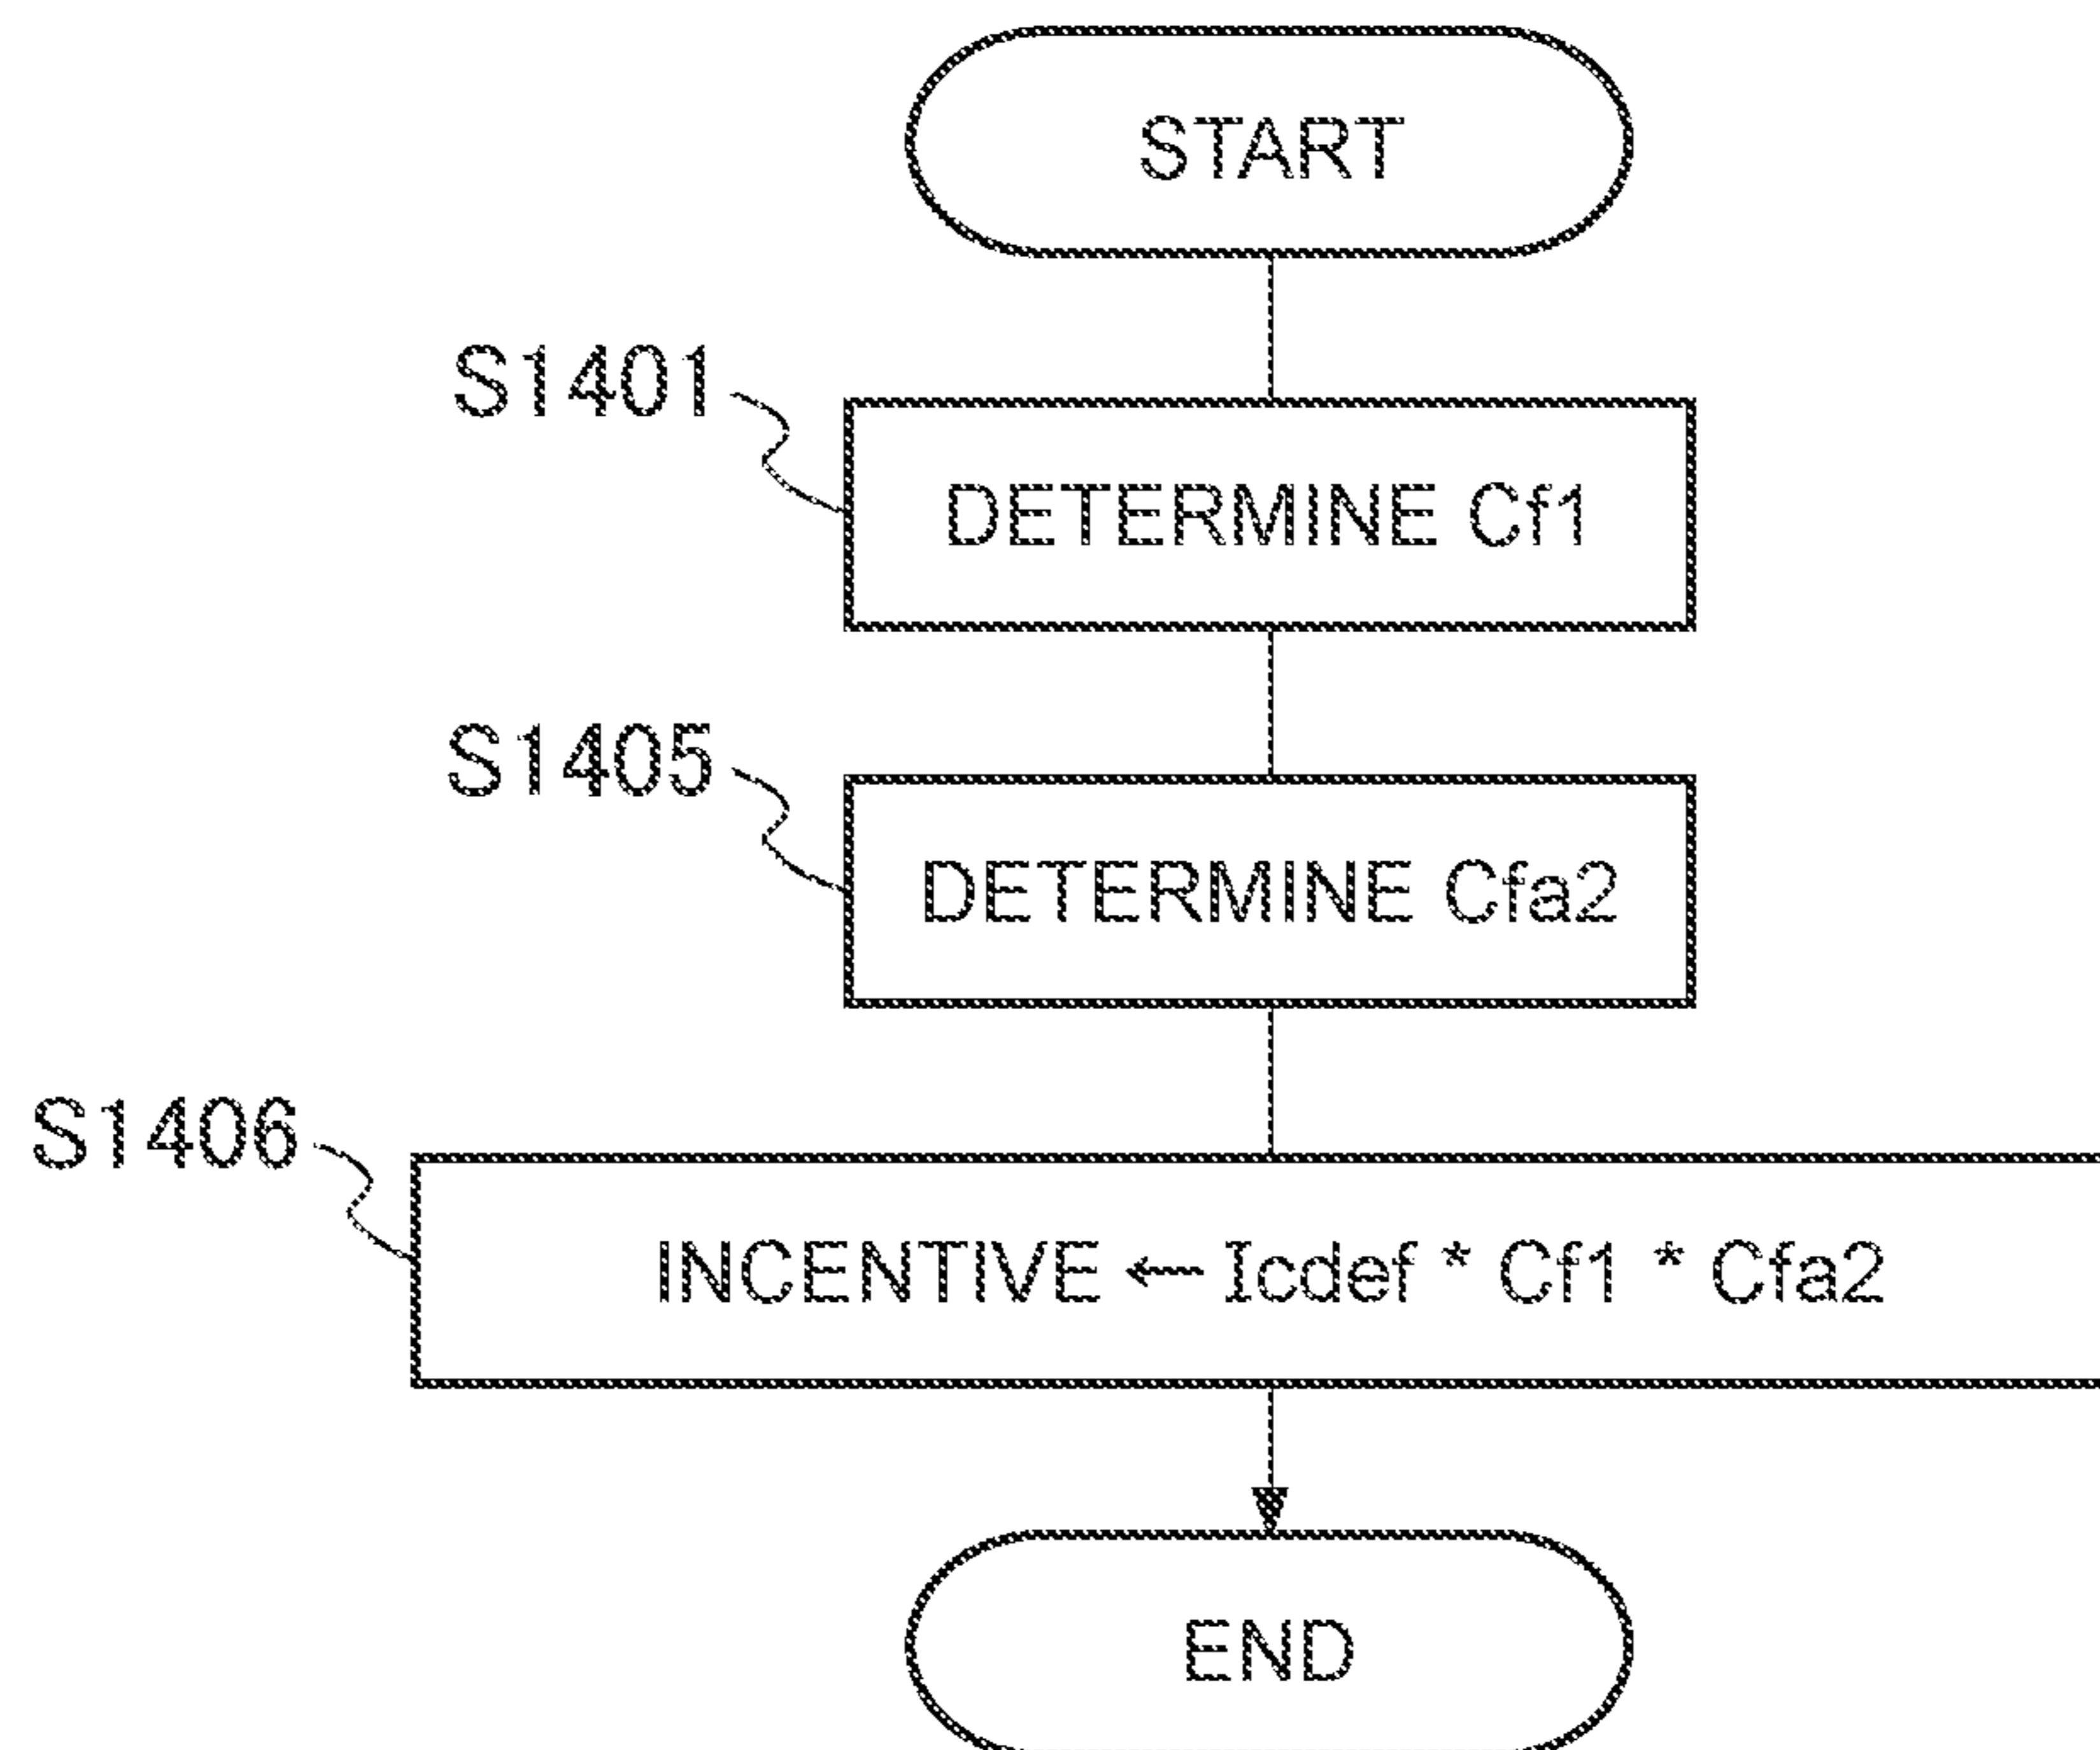 START
S1401
DETERMINE Cf1
S1405
DETERMINE Cfa2
S1406
INCENTIVE ← Icdef * Cf1 * Cfa2
END